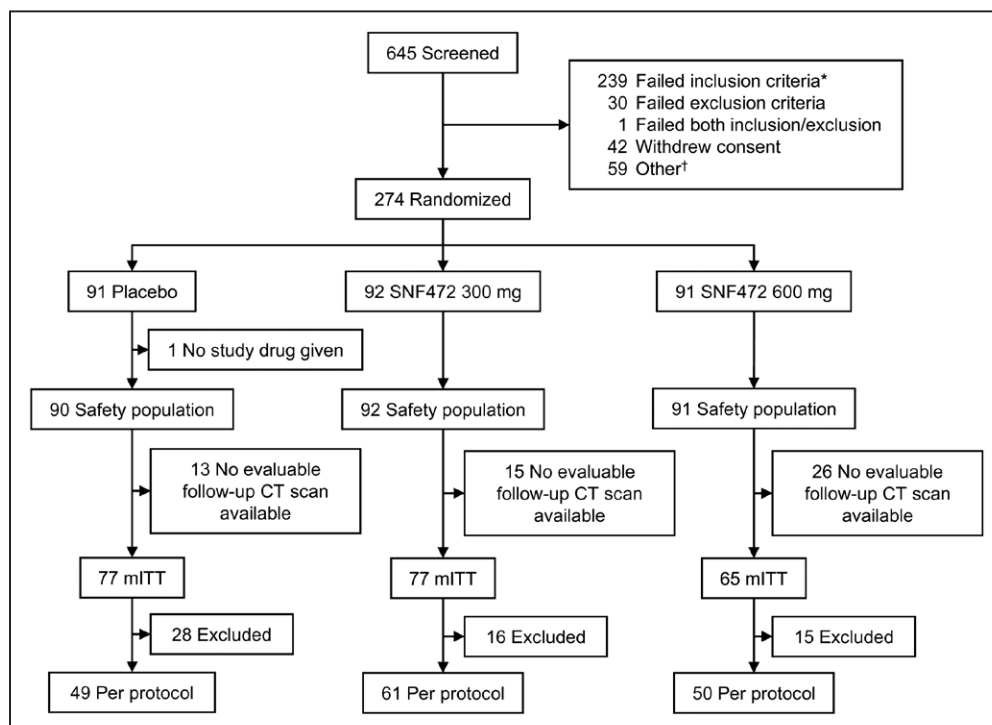 645 Screened
239 Failed inclusion criteria*
30 Failed exclusion criteria
1 Failed both inclusion/exclusion
42 Withdrew consent
59 Other†
274 Randomized
91 Placebo
92 SNF472 300 mg
91 SNF472 600 mg
1 No study drug given
90 Safety population
92 Safety population
91 Safety population
13 No evaluable
follow-up CT scan
available
15 No evaluable
follow-up CT scan
available
26 No evaluable
follow-up CT scan
available
77 mITT
77 mITT
65 mITT
28 Excluded
16 Excluded
15 Excluded
49 Per protocol
61 Per protocol
50 Per protocol